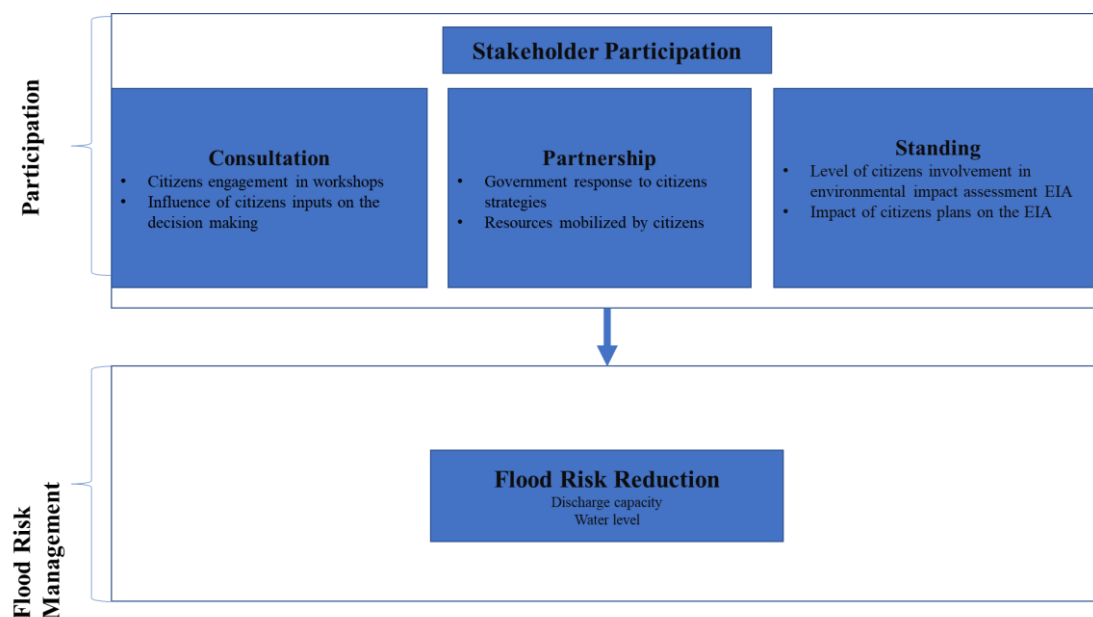 Participation
Stakeholder Participation
Consultation
• Citizens engagement in workshops
• Influence of citizens inputs on the
decision making
Partnership
• Government response to citizens
strategies
• Resources mobilized by citizens
Standing
• Level of citizens involvement in
environmental impact assessment EIA
• Impact of citizens plans on the EIA
Flood Risk
Management
Flood Risk Reduction
Discharge capacity
Water level